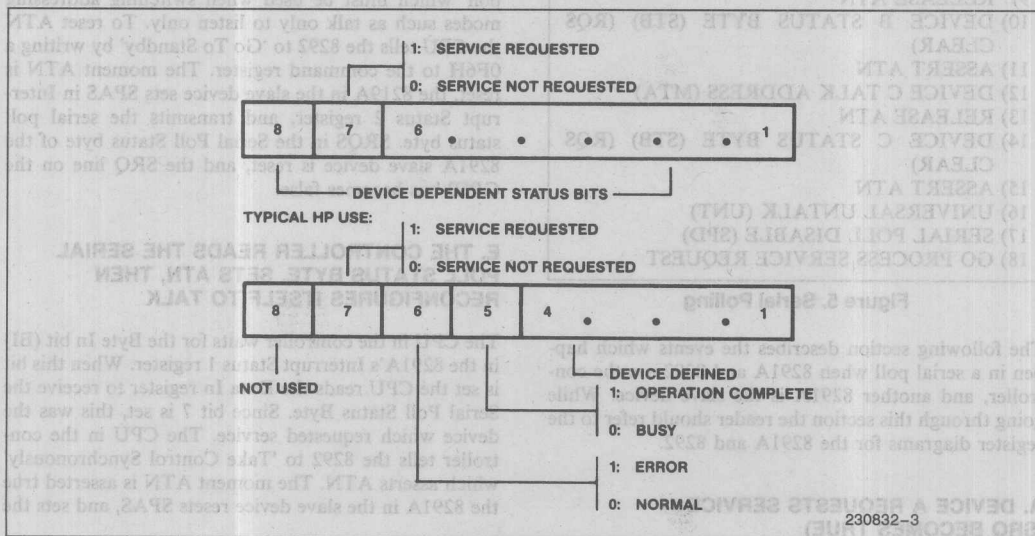 1: SERVICE REQUESTED
0: SERVICE NOT REQUESTED
8 7 6 • • • • • 1
DEVICE DEPENDENT STATUS BITS
TYPICAL HP USE:
1: SERVICE REQUESTED
0: SERVICE NOT REQUESTED
8 7 6 5 4 • • • 1
NOT USED
DEVICE DEFINED
1: OPERATION COMPLETE
0: BUSY
1: ERROR
0: NORMAL
230832-3